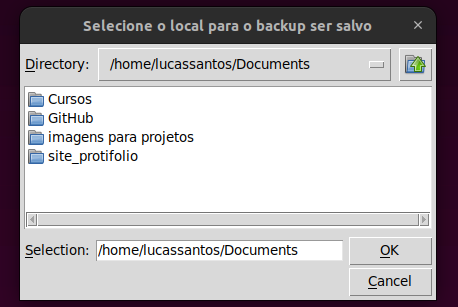 Selecione o local para o backup ser salvo
Directory: /home/lucassantos/Documents
Cursos
GitHub
imagens para projetos
site_protifolio
Selection: /home/lucassantos/Documents
OK
Cancel